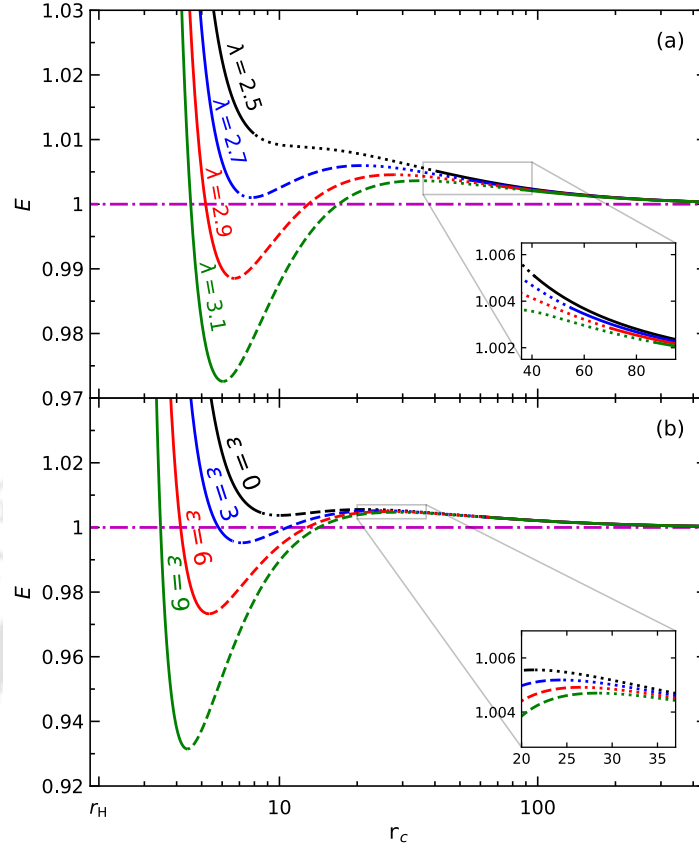 1.03
(a)
1.02
λ = 2.5
1.01
λ = 2.7
E
1
λ = 2.9
1.006
0.99
λ = 3.1
1.004
0.98
1.002
40 60 80
0.97
(b)
1.02
ε = 0
ε = 3
1
ε = 6
0.98
ε = 9
E
0.96
1.006
0.94
1.004
20 25 30 35
0.92
r_H 10 100
r_c